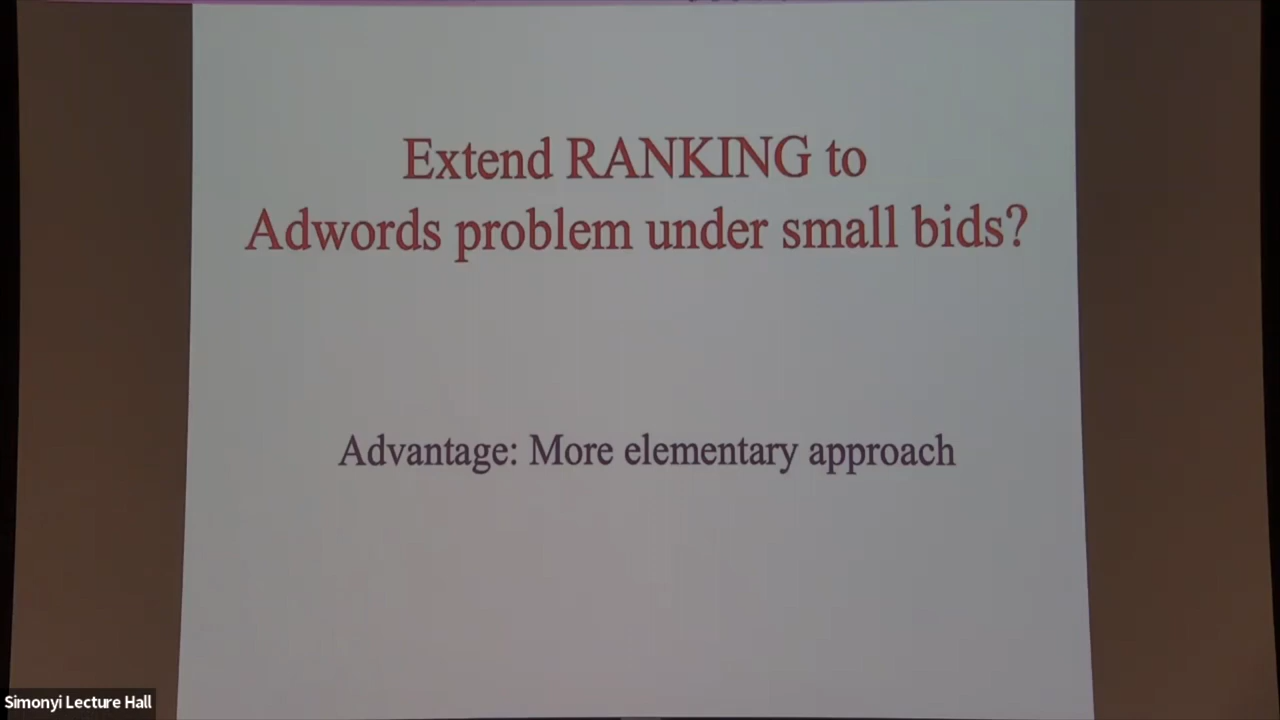 Extend RANKING to
Adwords problem under small bids?
Advantage: More elementary approach
Simonyi Lecture Hall